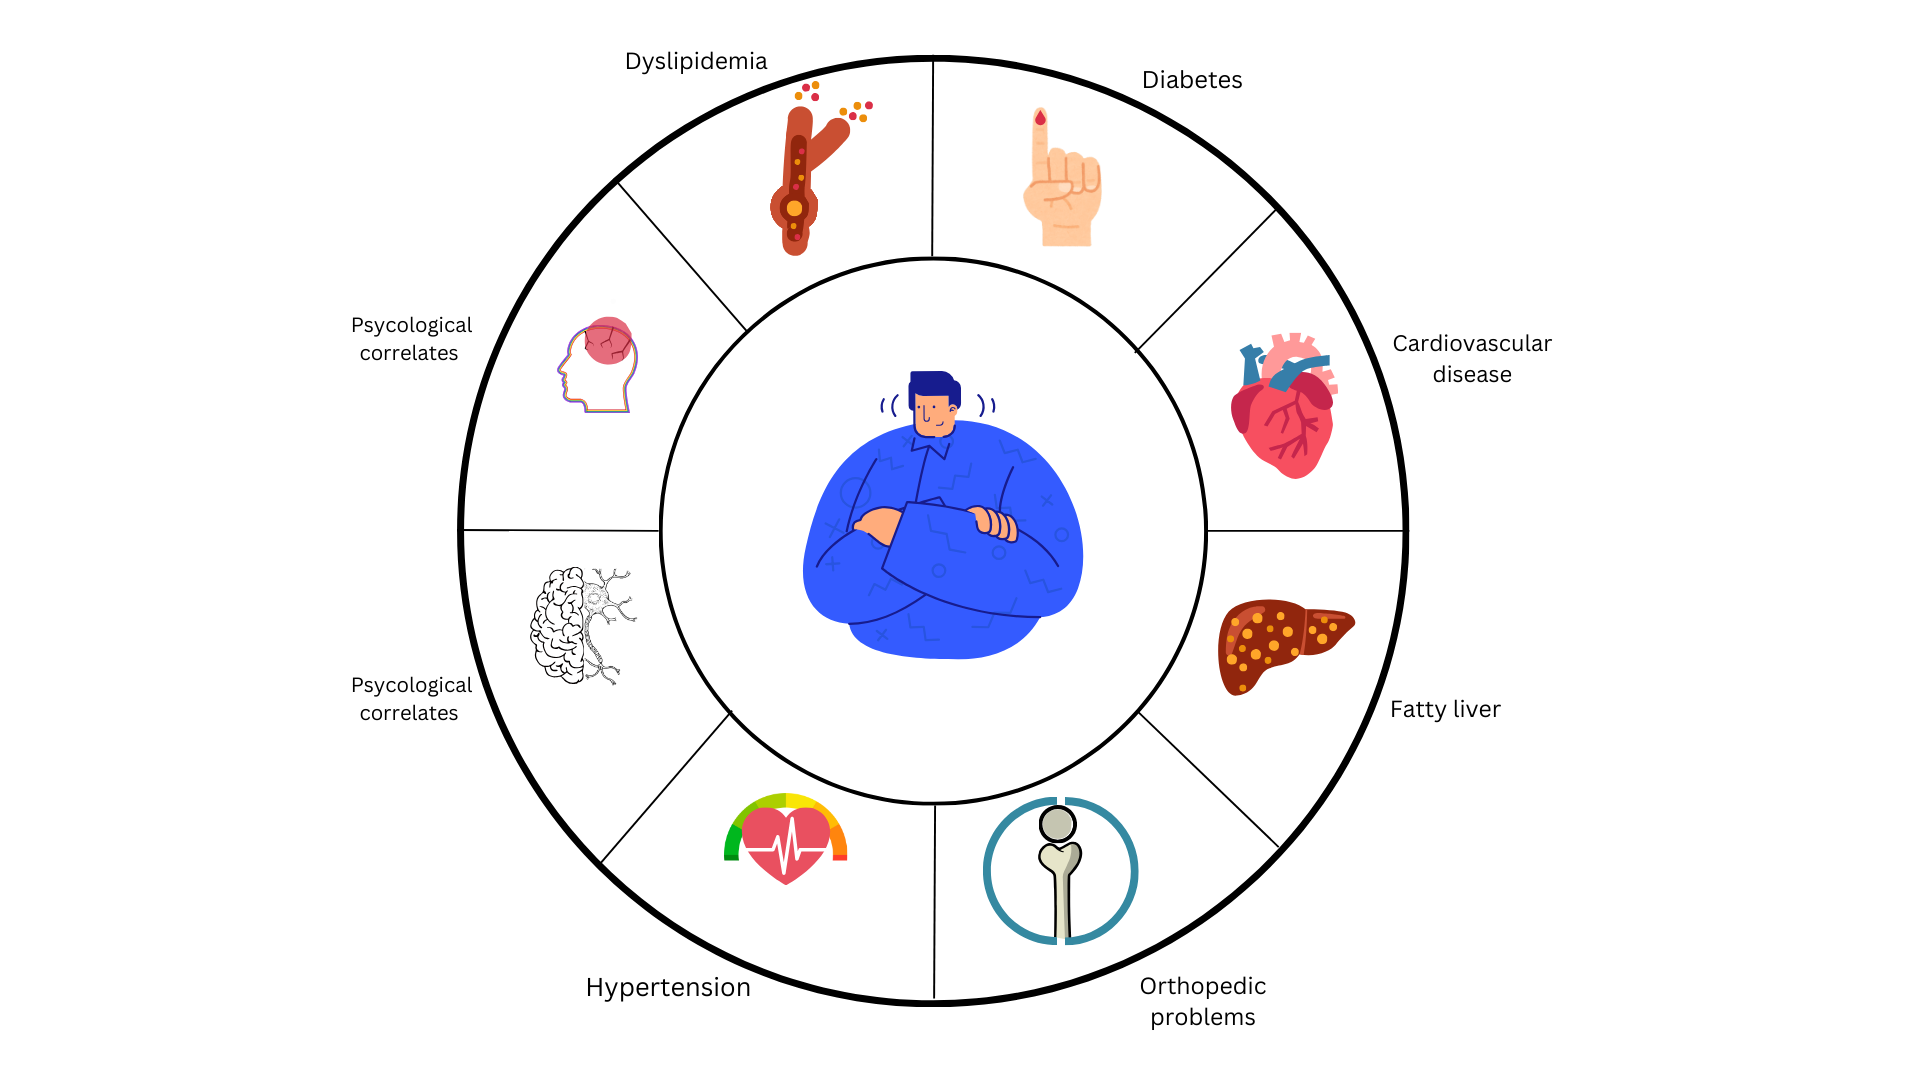 Dyslipidemia
Diabetes
Psycological
correlates
Cardiovascular
disease
Psycological
correlates
Fatty liver
Hypertension
Orthopedic
problems